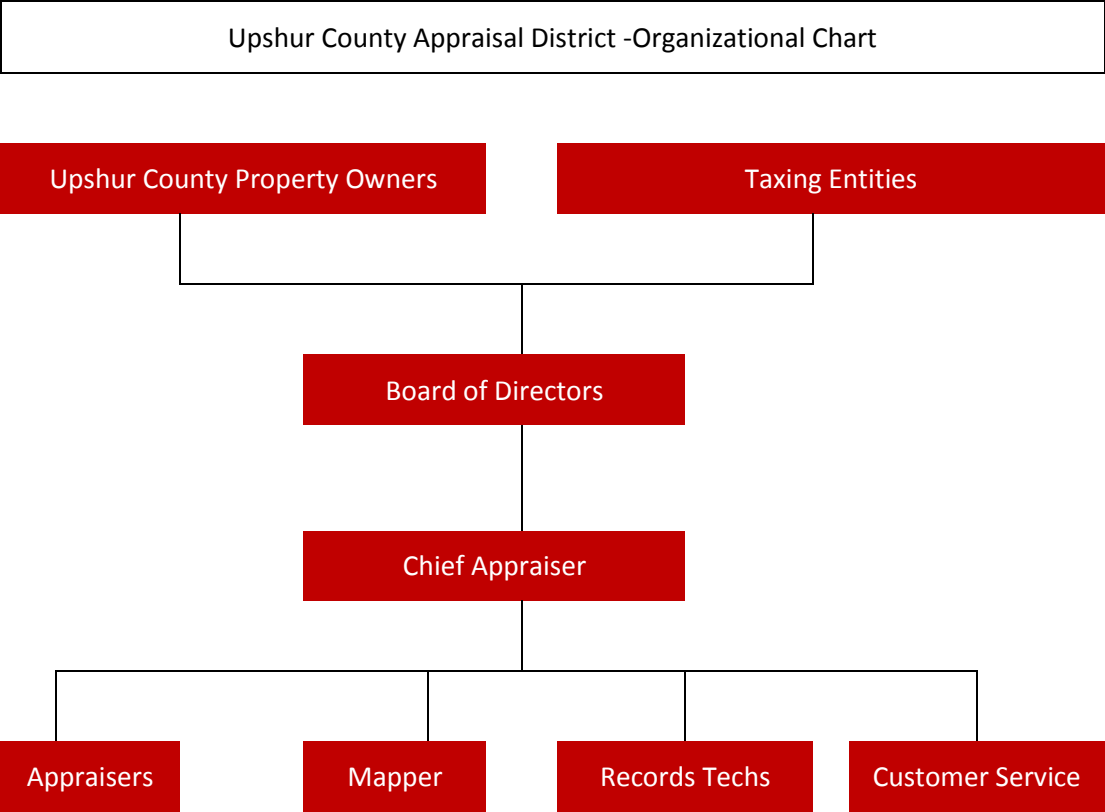 Upshur County Appraisal District -Organizational Chart
Upshur County Property Owners
Taxing Entities
Board of Directors
Chief Appraiser
Appraisers
Mapper
Records Techs
Customer Service